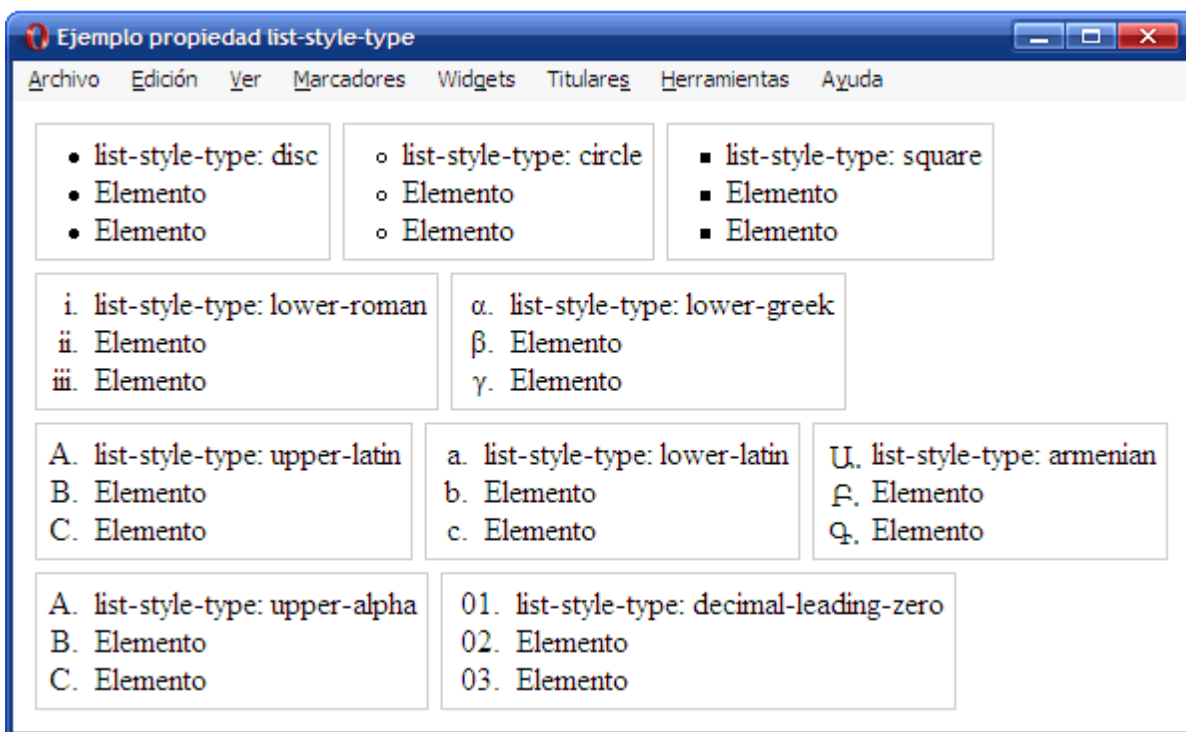 Ejemplo propiedad list-style-type
Archivo Edición Ver Marcadores Widgets Titulares Herramientas Ayuda
• list-style-type: disc
• Elemento
• Elemento
◦ list-style-type: circle
◦ Elemento
◦ Elemento
▪ list-style-type: square
▪ Elemento
▪ Elemento
i. list-style-type: lower-roman
ii. Elemento
iii. Elemento
α. list-style-type: lower-greek
β. Elemento
γ. Elemento
A. list-style-type: upper-latin
B. Elemento
C. Elemento
a. list-style-type: lower-latin
b. Elemento
c. Elemento
Ա. list-style-type: armenian
Բ. Elemento
Գ. Elemento
A. list-style-type: upper-alpha
B. Elemento
C. Elemento
01. list-style-type: decimal-leading-zero
02. Elemento
03. Elemento